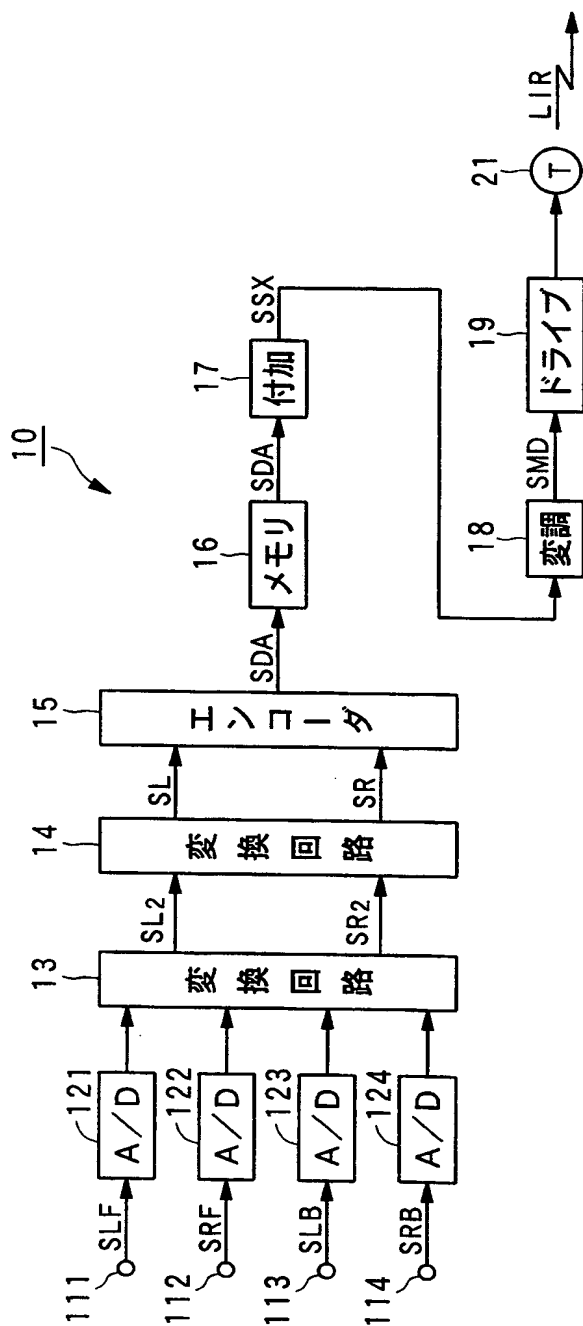 10
111
SLF
121
A/D
112
SRF
122
A/D
113
SLB
123
A/D
114
SRB
124
A/D
13
変換回路
SL2
SR2
14
変換回路
SL
SR
15
エンコーダ
SDA
16
メモリ
SDA
17
付加
SSX
18
変調
SMD
19
ドライブ
21
T
LIR